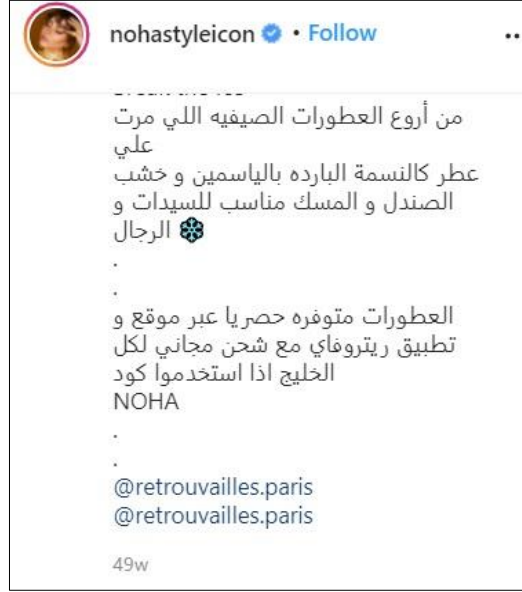 nohastyleicon • Follow
من أروع العطورات الصيفيه اللي مرت
علي
عطر كالنسمة البارده بالياسمين و خشب
الصندل و المسك مناسب للسيدات و
الرجال
.
.
العطورات متوفره حصريا عبر موقع و
تطبيق ريتروفاي مع شحن مجاني لكل
الخليج اذا استخدموا كود
NOHA
.
.
@retrouvailles.paris
@retrouvailles.paris
49w